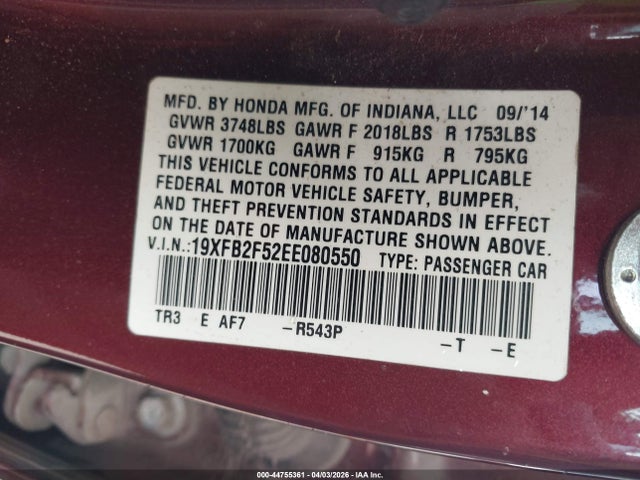 MFD. BY HONDA MFG. OF INDIANA, LLC 09/'14
GVWR 3748LBS GAWR F 2018LBS R 1753LBS
GVWR 1700KG GAWR F 915KG R 795KG
THIS VEHICLE CONFORMS TO ALL APPLICABLE
FEDERAL MOTOR VEHICLE SAFETY, BUMPER,
AND THEFT PREVENTION STANDARDS IN EFFECT
ON THE DATE OF MANUFACTURE SHOWN ABOVE.
V.I.N.: 19XFB2F52EE080550 TYPE: PASSENGER CAR
TR3 E AF7 -R543P -T -E
000-44755361 - 04/03/2026 - IAA Inc.